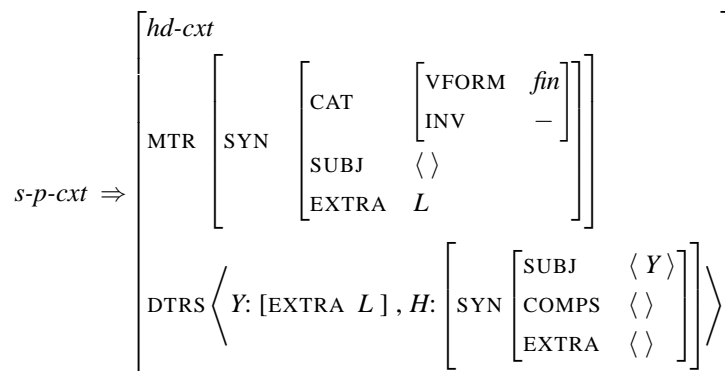 hd-cxt
VFORM fin
CAT
INV −
MTR SYN
SUBJ ⟨ ⟩
s-p-cxt ⇒
EXTRA L
SUBJ ⟨ Y ⟩
DTRS ⟨ Y: [EXTRA L ] , H: SYN COMPS ⟨ ⟩ ⟩
EXTRA ⟨ ⟩